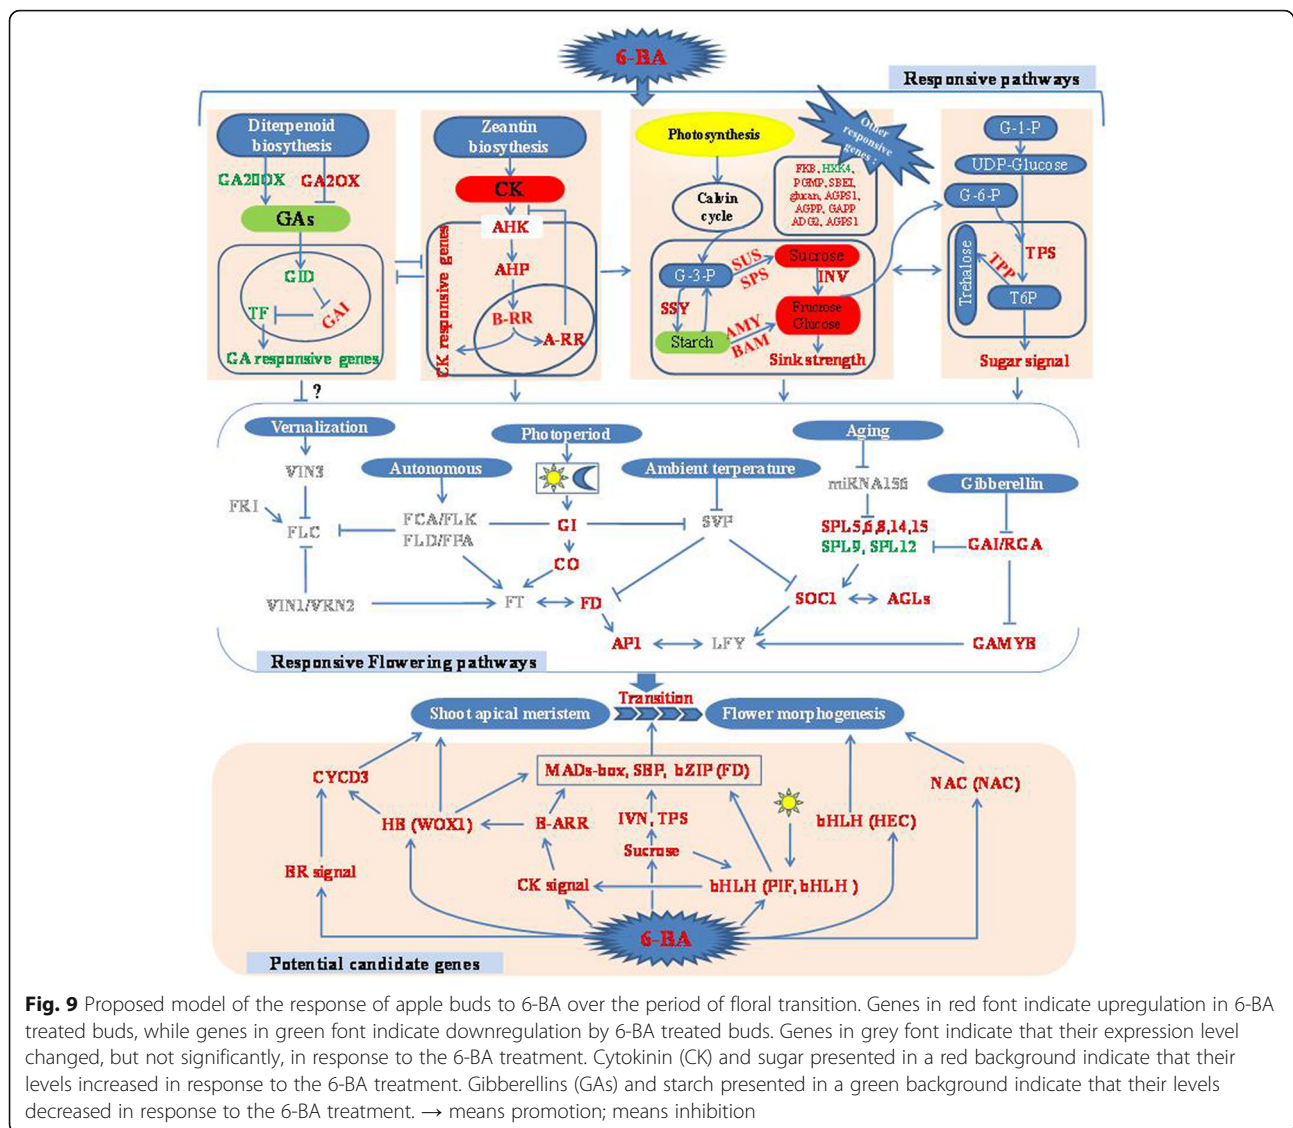 6-BA
Responsive pathways
Diterpenoid
biosythesis
GA20OX
GA2OX
GAs
GID
TF
GAI
GA responsive genes
?
Zeantin
biosythesis
CK
AHK
AHP
B-RR
A-RR
CK responsive genes
Photosynthesis
Other
responsive
genes :
Calvin
cycle
FKB, HXK4,
PGMP, SBEI,
gluxan, AGPS1,
AGPP, GAPP
ADG2, AGPS1
G-3-P
SUS
SPS
Sucrose
INV
SSY
Frucrose
Glucose
Starch
AMY
BAM
Sink strength
G-1-P
UDP-Glucose
G-6-P
Trehalose
TPP
TPS
T6P
Sugar signal
Vernalization
Photoperiod
Aging
Autonomous
Ambient terperature
Gibberellin
VIN3
miRNA156
FRI
FLC
FCA/FLK
FLD/FPA
GI
SVP
SPL5,6,8,14,15
SPL9, SPL12
GAI/RGA
CO
VIN1/VRN2
FT
FD
SOC1
AGLs
AP1
LFY
GAMYB
Responsive Flowering pathways
Transition
Shoot apical meristem
Flower morphogenesis
CYCD3
MADs-box, SBP, bZIP (FD)
NAC (NAC)
HB (WOX1)
B-ARR
IVN, TPS
bHLH (HEC)
Sucrose
BR signal
CK signal
bHLH (PIF, bHLH )
6-BA
Potential candidate genes
Fig. 9 Proposed model of the response of apple buds to 6-BA over the period of floral transition. Genes in red font indicate upregulation in 6-BA
treated buds, while genes in green font indicate downregulation by 6-BA treated buds. Genes in grey font indicate that their expression level
changed, but not significantly, in response to the 6-BA treatment. Cytokinin (CK) and sugar presented in a red background indicate that their
levels increased in response to the 6-BA treatment. Gibberellins (GAs) and starch presented in a green background indicate that their levels
decreased in response to the 6-BA treatment. → means promotion; means inhibition